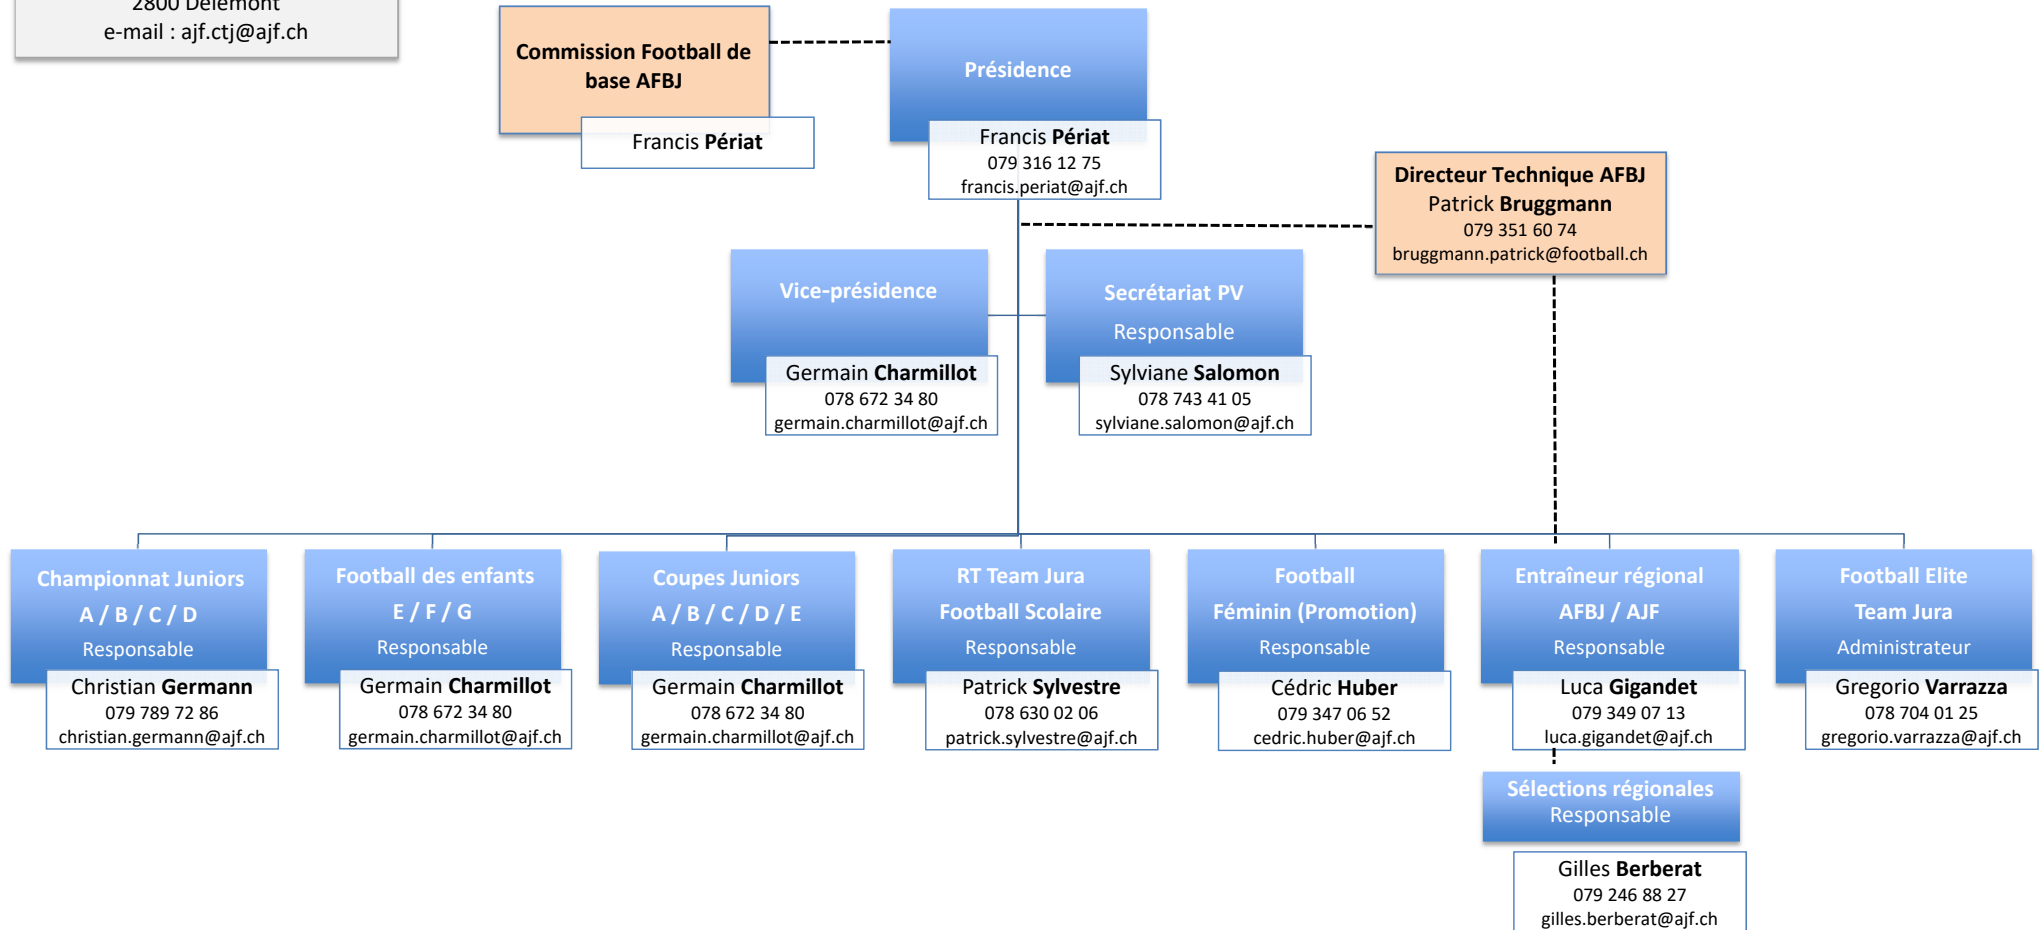 2800 Delémont
e-mail : ajf.ctj@ajf.ch
Commission Football de
base AFBJ
Francis Périat
Présidence
Francis Périat
079 316 12 75
francis.periat@ajf.ch
Directeur Technique AFBJ
Patrick Bruggmann
079 351 60 74
bruggmann.patrick@football.ch
Vice-présidence
Germain Charmillot
078 672 34 80
germain.charmillot@ajf.ch
Secrétariat PV
Responsable
Sylviane Salomon
078 743 41 05
sylviane.salomon@ajf.ch
Championnat Juniors
A / B / C / D
Responsable
Christian Germann
079 789 72 86
christian.germann@ajf.ch
Football des enfants
E / F / G
Responsable
Germain Charmillot
078 672 34 80
germain.charmillot@ajf.ch
Coupes Juniors
A / B / C / D / E
Responsable
Germain Charmillot
078 672 34 80
germain.charmillot@ajf.ch
RT Team Jura
Football Scolaire
Responsable
Patrick Sylvestre
078 630 02 06
patrick.sylvestre@ajf.ch
Football
Féminin (Promotion)
Responsable
Cédric Huber
079 347 06 52
cedric.huber@ajf.ch
Entraîneur régional
AFBJ / AJF
Responsable
Luca Gigandet
079 349 07 13
luca.gigandet@ajf.ch
Football Elite
Team Jura
Administrateur
Gregorio Varrazza
078 704 01 25
gregorio.varrazza@ajf.ch
Sélections régionales
Responsable
Gilles Berberat
079 246 88 27
gilles.berberat@ajf.ch